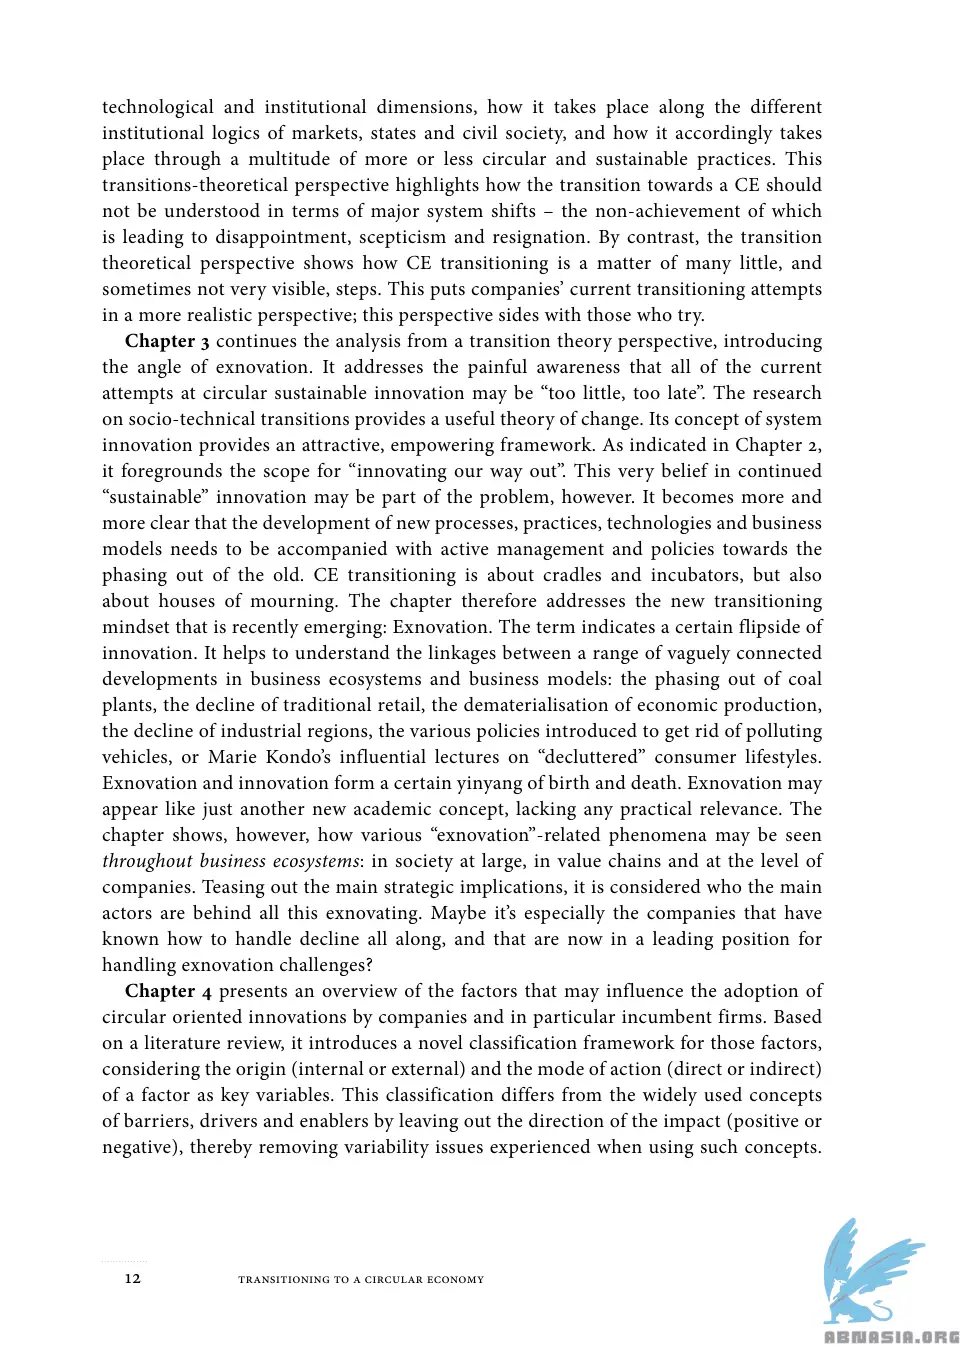 technological and institutional dimensions, how it takes place along the different
institutional logics of markets, states and civil society, and how it accordingly takes
place through a multitude of more or less circular and sustainable practices. This
transitions-theoretical perspective highlights how the transition towards a CE should
not be understood in terms of major system shifts – the non-achievement of which
is leading to disappointment, scepticism and resignation. By contrast, the transition
theoretical perspective shows how CE transitioning is a matter of many little, and
sometimes not very visible, steps. This puts companies’ current transitioning attempts
in a more realistic perspective; this perspective sides with those who try.
Chapter 3 continues the analysis from a transition theory perspective, introducing
the angle of exnovation. It addresses the painful awareness that all of the current
attempts at circular sustainable innovation may be “too little, too late”. The research
on socio-technical transitions provides a useful theory of change. Its concept of system
innovation provides an attractive, empowering framework. As indicated in Chapter 2,
it foregrounds the scope for “innovating our way out”. This very belief in continued
“sustainable” innovation may be part of the problem, however. It becomes more and
more clear that the development of new processes, practices, technologies and business
models needs to be accompanied with active management and policies towards the
phasing out of the old. CE transitioning is about cradles and incubators, but also
about houses of mourning. The chapter therefore addresses the new transitioning
mindset that is recently emerging: Exnovation. The term indicates a certain flipside of
innovation. It helps to understand the linkages between a range of vaguely connected
developments in business ecosystems and business models: the phasing out of coal
plants, the decline of traditional retail, the dematerialisation of economic production,
the decline of industrial regions, the various policies introduced to get rid of polluting
vehicles, or Marie Kondo’s influential lectures on “decluttered” consumer lifestyles.
Exnovation and innovation form a certain yinyang of birth and death. Exnovation may
appear like just another new academic concept, lacking any practical relevance. The
chapter shows, however, how various “exnovation”-related phenomena may be seen
throughout business ecosystems: in society at large, in value chains and at the level of
companies. Teasing out the main strategic implications, it is considered who the main
actors are behind all this exnovating. Maybe it’s especially the companies that have
known how to handle decline all along, and that are now in a leading position for
handling exnovation challenges?
Chapter 4 presents an overview of the factors that may influence the adoption of
circular oriented innovations by companies and in particular incumbent firms. Based
on a literature review, it introduces a novel classification framework for those factors,
considering the origin (internal or external) and the mode of action (direct or indirect)
of a factor as key variables. This classification differs from the widely used concepts
of barriers, drivers and enablers by leaving out the direction of the impact (positive or
negative), thereby removing variability issues experienced when using such concepts.
12 TRANSITIONING TO A CIRCULAR ECONOMY
ABNASIA.ORG